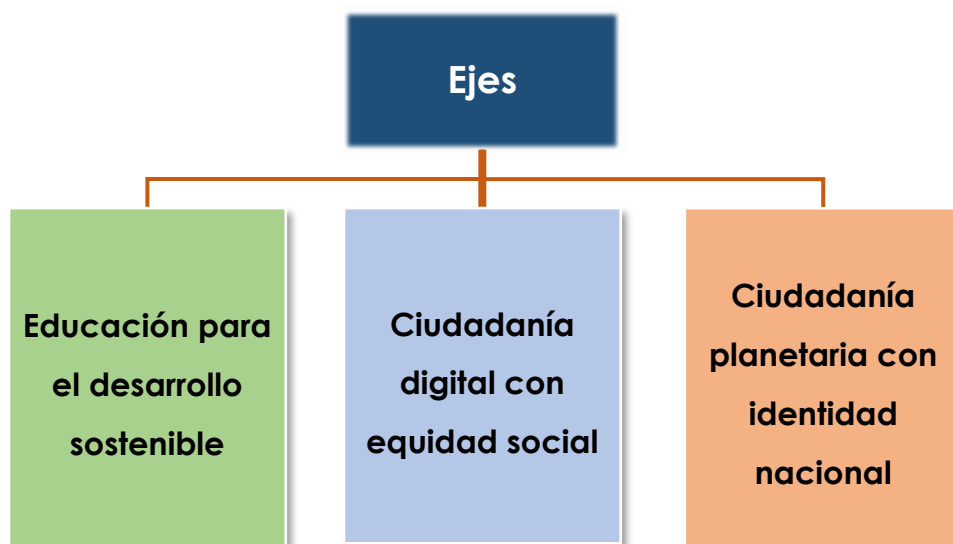 Ejes
Educación para
el desarrollo
sostenible
Ciudadanía
digital con
equidad social
Ciudadanía
planetaria con
identidad
nacional